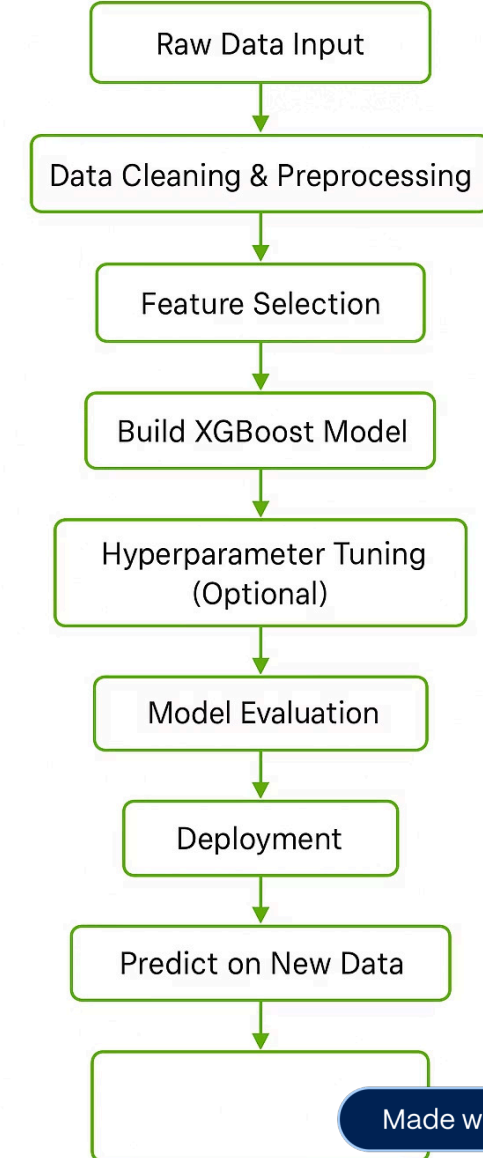 Raw Data Input
Data Cleaning & Preprocessing
Feature Selection
Build XGBoost Model
Hyperparameter Tuning
(Optional)
Model Evaluation
Deployment
Predict on New Data
Made w